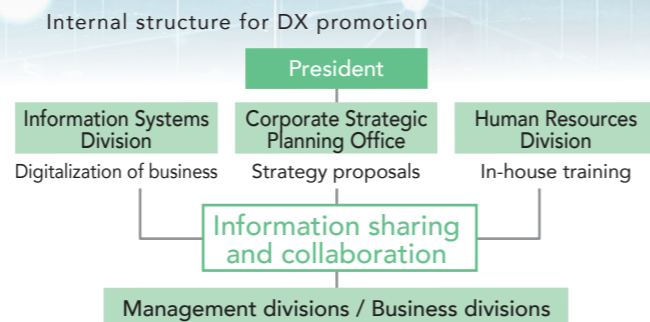 Internal structure for DX promotion
President
Information Systems
Division
Digitalization of business
Corporate Strategic
Planning Office
Strategy proposals
Human Resources
Division
In-house training
Information sharing
and collaboration
Management divisions / Business divisions